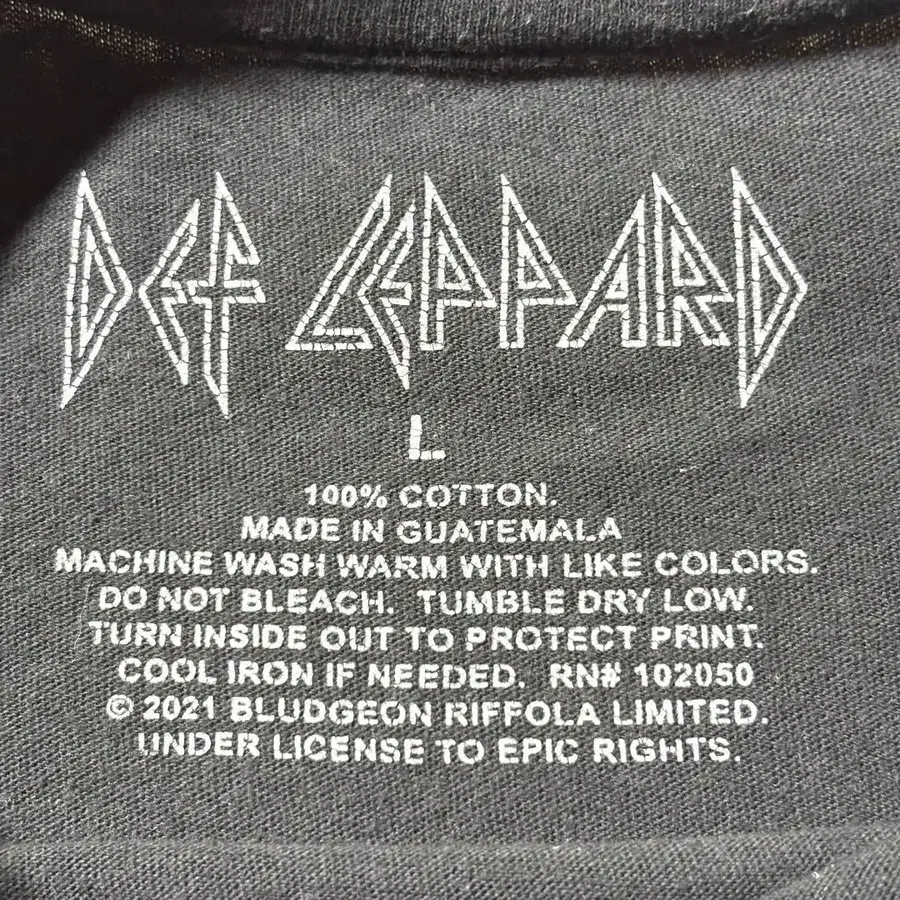 DEF LEPPARD
L
100% COTTON.
MADE IN GUATEMALA
MACHINE WASH WARM WITH LIKE COLORS.
DO NOT BLEACH. TUMBLE DRY LOW.
TURN INSIDE OUT TO PROTECT PRINT.
COOL IRON IF NEEDED. RN# 102050
© 2021 BLUDGEON RIFFOLA LIMITED.
UNDER LICENSE TO EPIC RIGHTS.